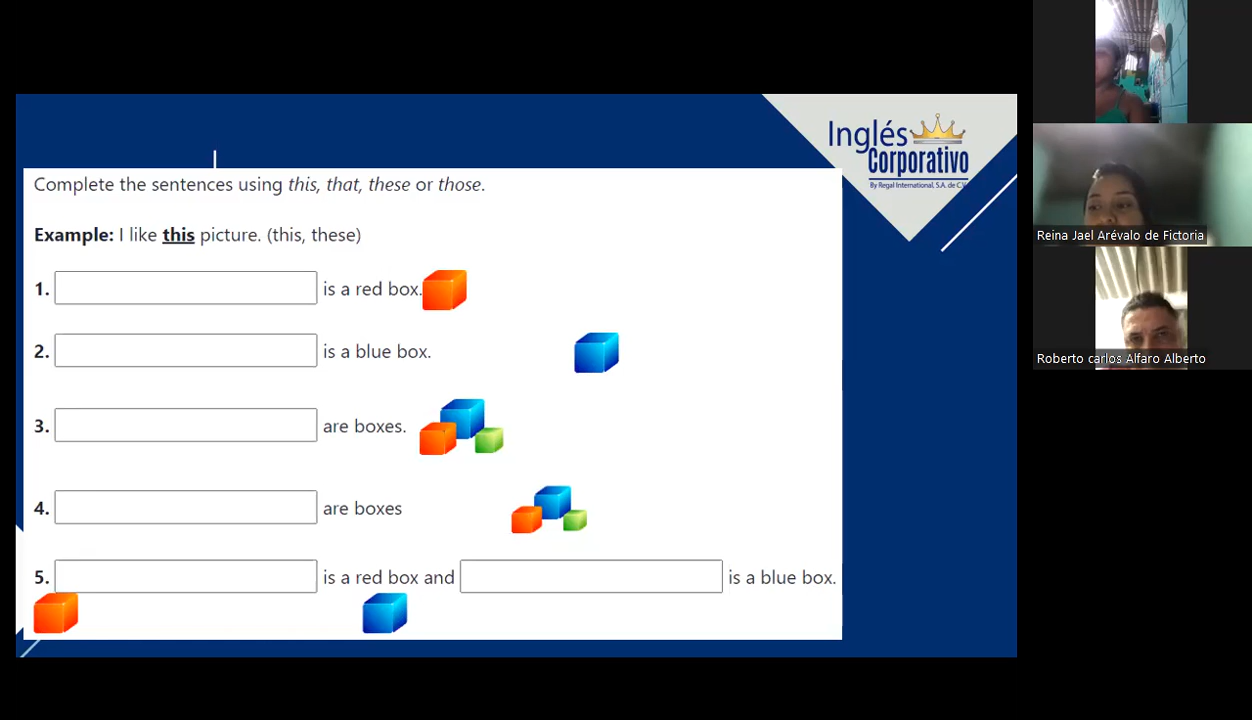 Inglés
Corporativo
By Regal International, S.A. de C.V.
Complete the sentences using this, that, these or those.
Example: I like this picture. (this, these)
1. is a red box.
2. is a blue box.
3. are boxes.
4. are boxes
5. is a red box and is a blue box.
Reina Jael Arévalo de Fictoria
Roberto carlos Alfaro Alberto